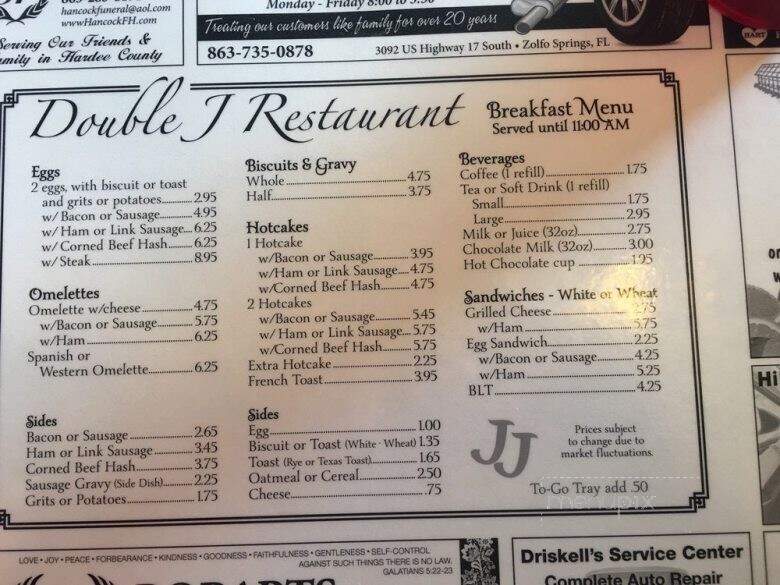 hancockfuneral@aol.com
www.HancockFH.com
Serving Our Friends &
Family in Hardee County
Monday - Friday 8:00 to 5:30
Treating our customers like family for over 20 years
863-735-0878
3092 US Highway 17 South • Zolfo Springs, FL
HART
Double J Restaurant
Breakfast Menu
Served until 11:00 AM
Eggs
2 eggs, with biscuit or toast
and grits or potatoes 2.95
w/ Bacon or Sausage 4.95
w/ Ham or Link Sausage 6.25
w/ Corned Beef Hash 6.25
w/ Steak 8.95
Omelettes
Omelette w/cheese 4.75
w/Bacon or Sausage 5.75
w/Ham 6.25
Spanish or
Western Omelette 6.25
Sides
Bacon or Sausage 2.65
Ham or Link Sausage 3.45
Corned Beef Hash 3.75
Sausage Gravy (Side Dish) 2.25
Grits or Potatoes 1.75
Biscuits & Gravy
Whole 4.75
Half 3.75
Hotcakes
1 Hotcake
w/Bacon or Sausage 3.95
w/Ham or Link Sausage 4.75
w/Corned Beef Hash 4.75
2 Hotcakes
w/Bacon or Sausage 5.45
w/ Ham or Link Sausage 5.75
w/Corned Beef Hash 5.75
Extra Hotcake 2.25
French Toast 3.95
Sides
Egg 1.00
Biscuit or Toast (White - Wheat) 1.35
Toast (Rye or Texas Toast) 1.65
Oatmeal or Cereal 2.50
Cheese .75
Beverages
Coffee (1 refill) 1.75
Tea or Soft Drink (1 refill)
Small 1.75
Large 2.95
Milk or Juice (32oz) 2.75
Chocolate Milk (32oz) 3.00
Hot Chocolate cup 1.95
Sandwiches - White or Wheat
Grilled Cheese 2.75
w/Ham 5.75
Egg Sandwich 2.25
w/Bacon or Sausage 4.25
w/Ham 5.25
BLT 4.25
JJ
Prices subject
to change due to
market fluctuations.
To-Go Tray add .50
menupix
Hi
LOVE • JOY • PEACE • FORBEARANCE • KINDNESS • GOODNESS • FAITHFULNESS • GENTLENESS • SELF-CONTROL
AGAINST SUCH THINGS THERE IS NO LAW.
GALATIANS 5:22-23
Driskell's Service Center
Complete Auto Repair